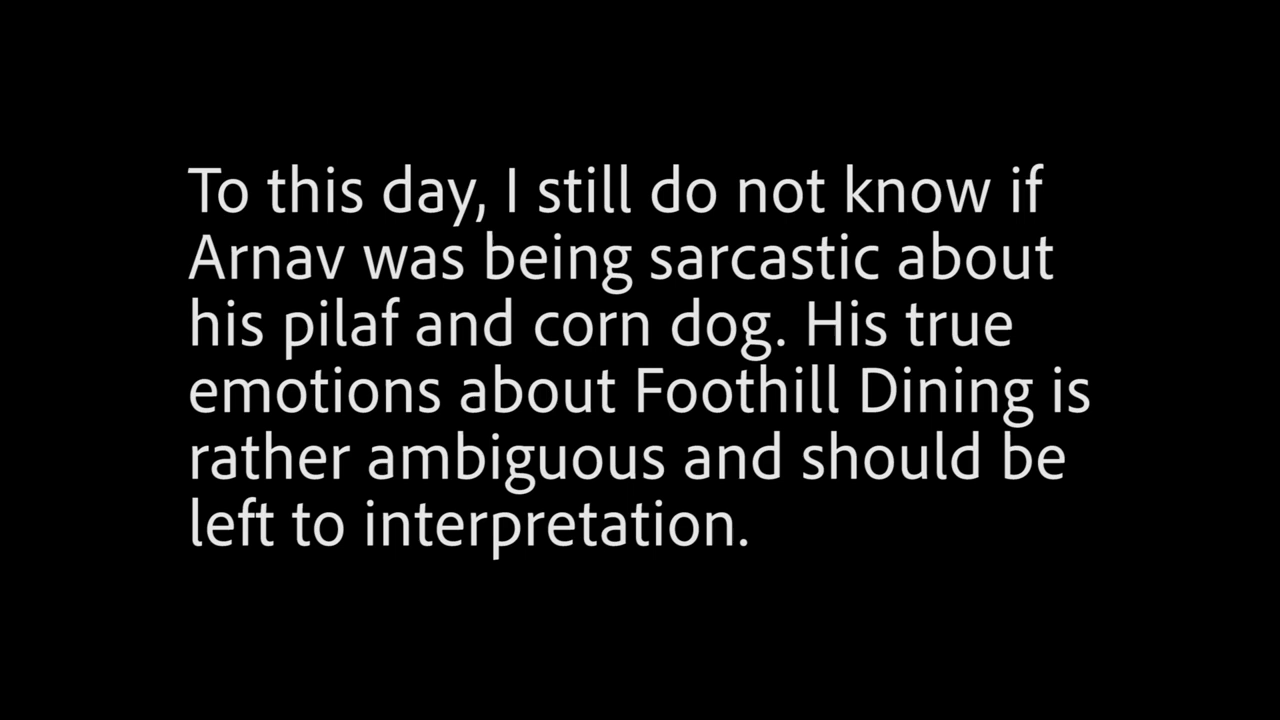 To this day, I still do not know if
Arnav was being sarcastic about
his pilaf and corn dog. His true
emotions about Foothill Dining is
rather ambiguous and should be
left to interpretation.